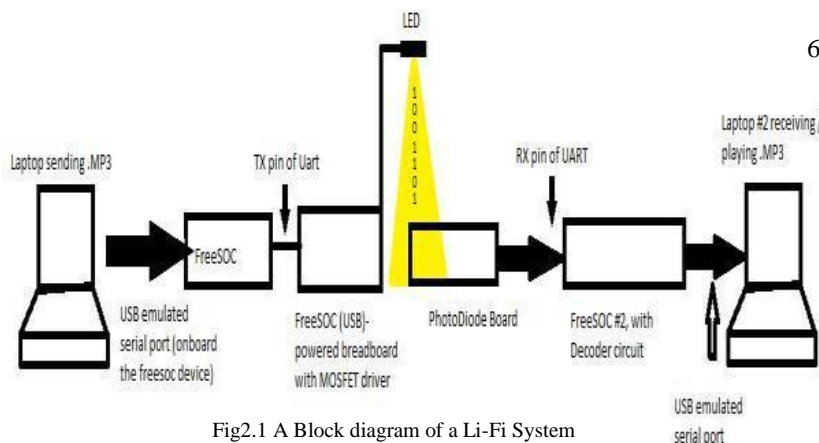 LED
6
1 0 0 1 1 0 1
Laptop sending .MP3
TX pin of Uart
RX pin of UART
Laptop #2 receiving /
playing .MP3
FreeSOC
USB emulated
serial port (onboard
the freesoc device)
FreeSOC (USB)-
powered breadboard
with MOSFET driver
PhotoDiode Board
FreeSOC #2, with
Decoder circuit
USB emulated
serial port
Fig2.1 A Block diagram of a Li-Fi System